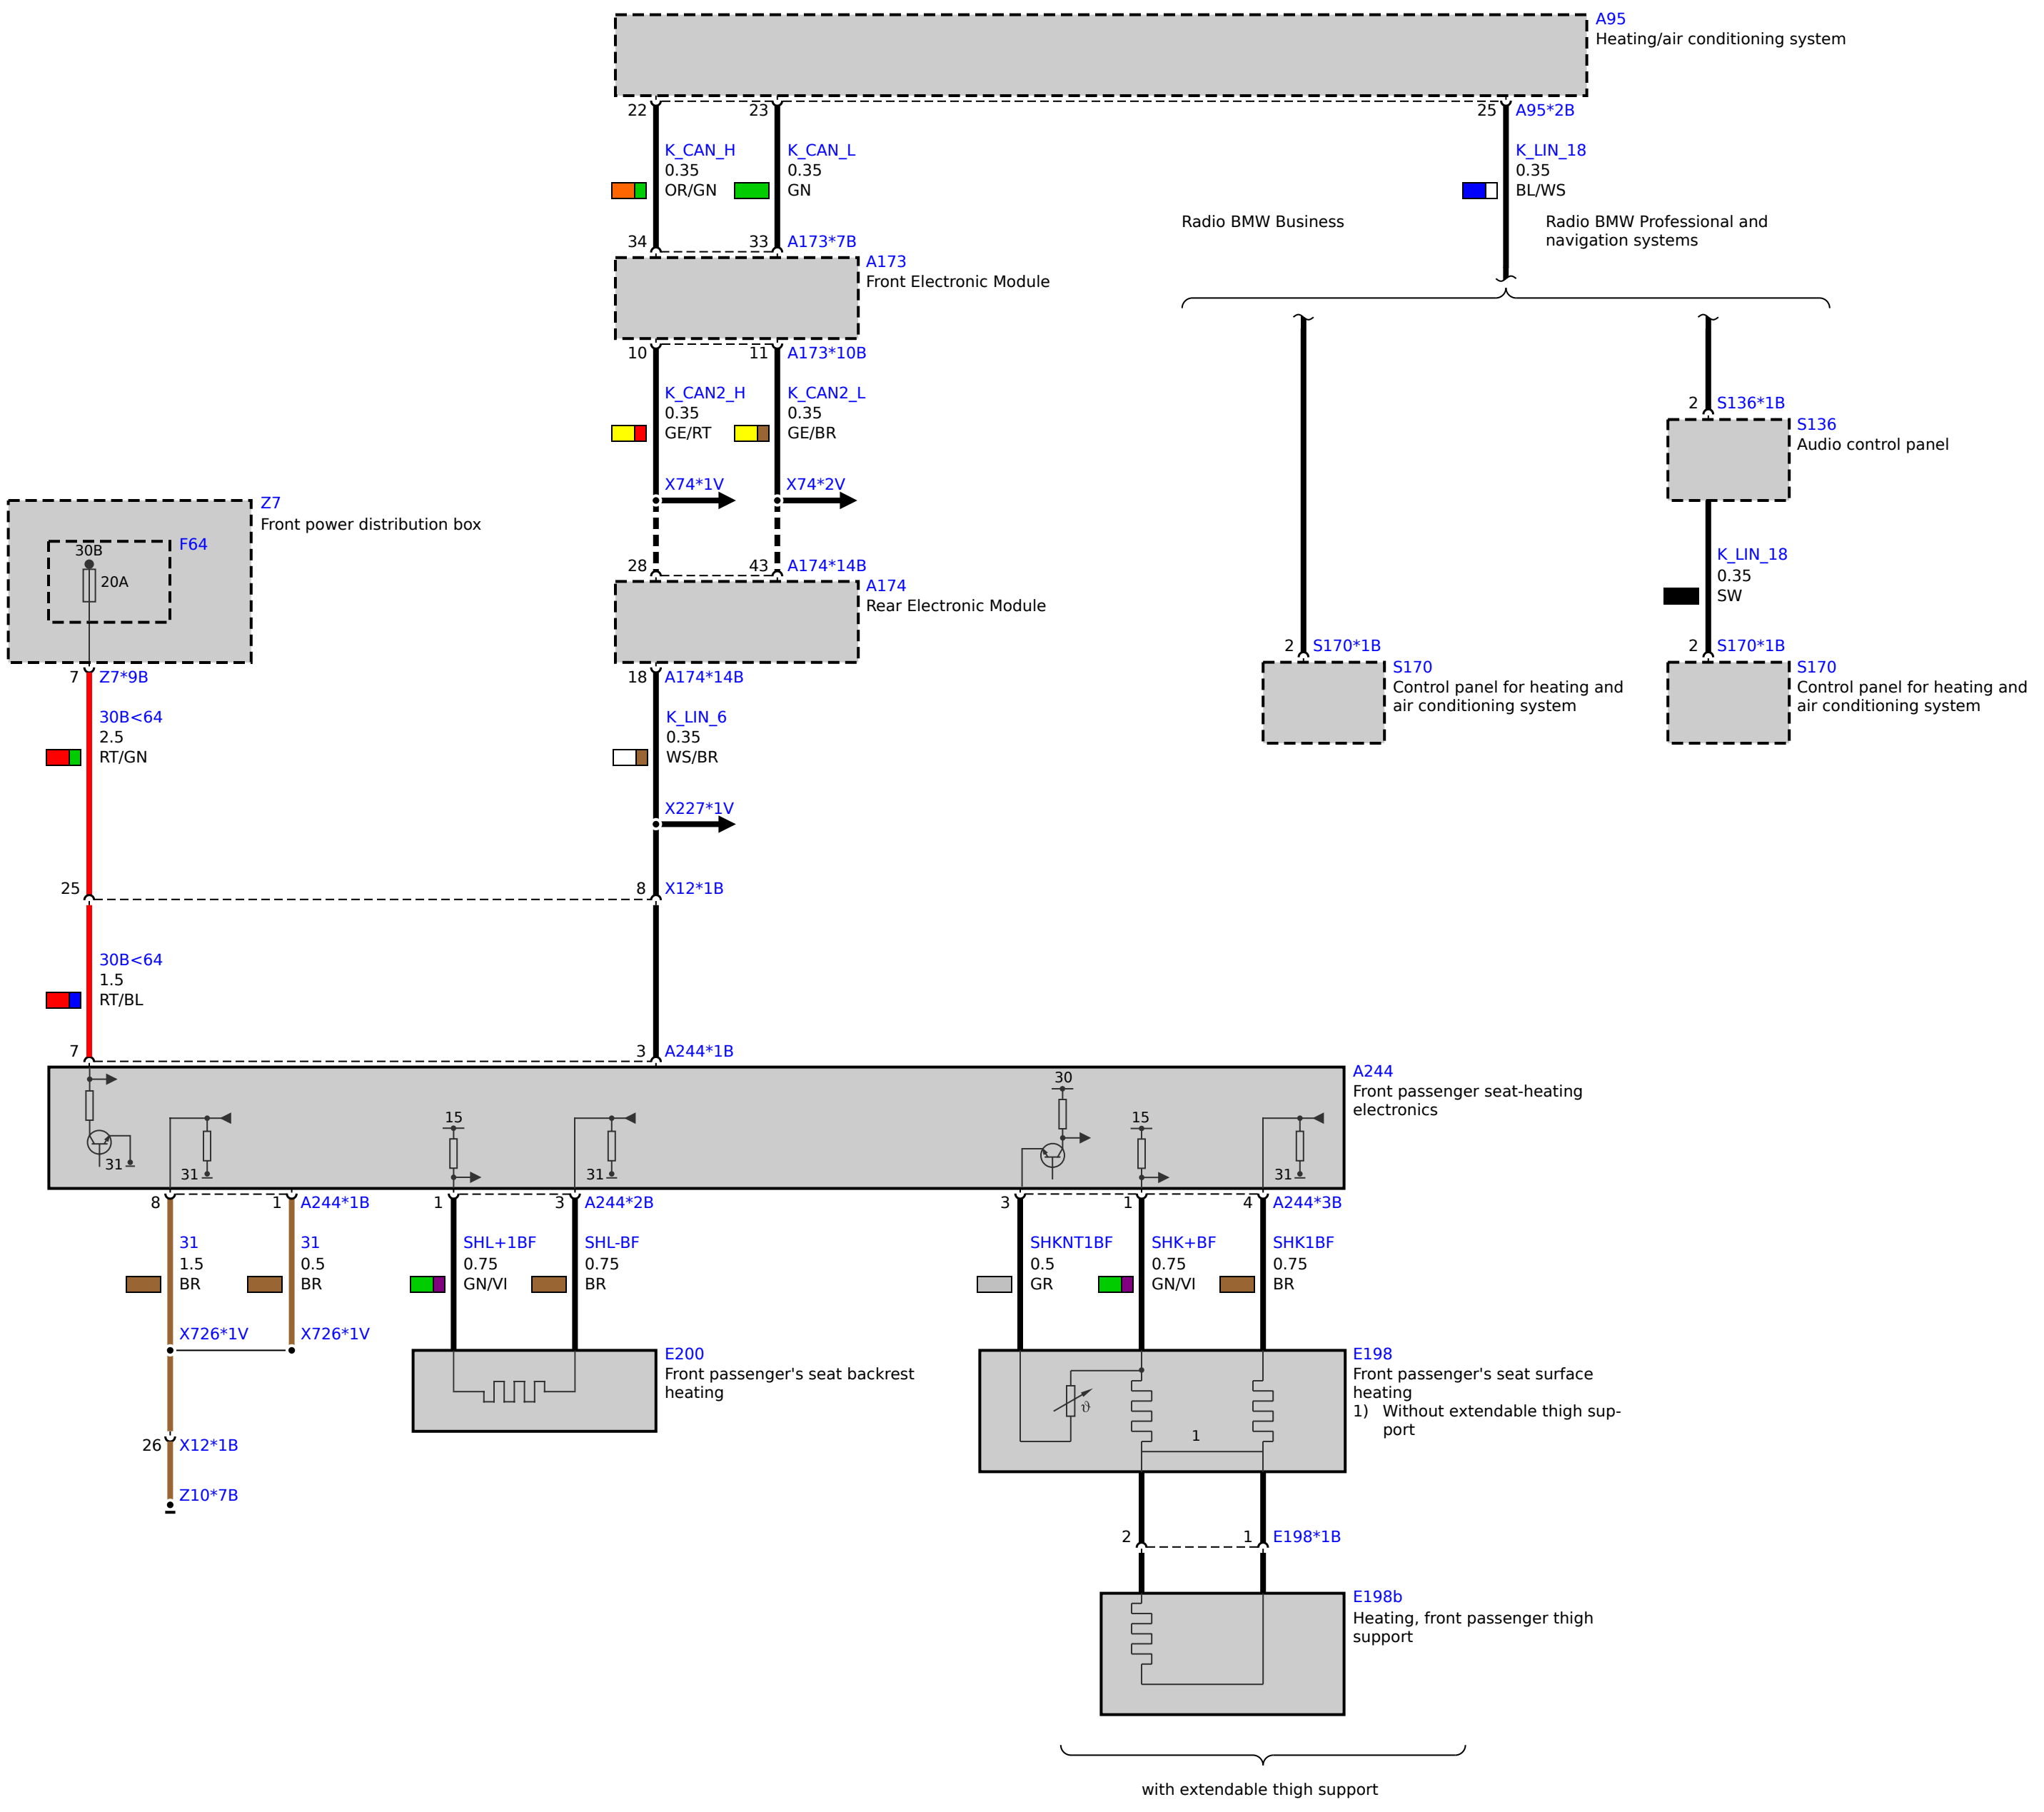 A95
Heating/air conditioning system
22
23
25
A95*2B
K_CAN_H
0.35
OR/GN
K_CAN_L
0.35
GN
K_LIN_18
0.35
BL/WS
Radio BMW Business
Radio BMW Professional and
navigation systems
34
33
A173*7B
A173
Front Electronic Module
10
11
A173*10B
K_CAN2_H
0.35
GE/RT
K_CAN2_L
0.35
GE/BR
X74*1V
X74*2V
2
S136*1B
S136
Audio control panel
K_LIN_18
0.35
SW
2
S170*1B
S170
Control panel for heating and
air conditioning system
2
S170*1B
S170
Control panel for heating and
air conditioning system
Z7
Front power distribution box
F64
30B
20A
28
43
A174*14B
A174
Rear Electronic Module
7
Z7*9B
30B<64
2.5
RT/GN
18
A174*14B
K_LIN_6
0.35
WS/BR
X227*1V
25
8
X12*1B
30B<64
1.5
RT/BL
7
3
A244*1B
A244
Front passenger seat-heating
electronics
31
31
15
31
30
15
31
8
1
A244*1B
1
3
A244*2B
3
1
4
A244*3B
31
1.5
BR
31
0.5
BR
SHL+1BF
0.75
GN/VI
SHL-BF
0.75
BR
SHKNT1BF
0.5
GR
SHK+BF
0.75
GN/VI
SHK1BF
0.75
BR
X726*1V
X726*1V
E200
Front passenger's seat backrest
heating
E198
Front passenger's seat surface
heating
1) Without extendable thigh sup-
port
ϑ
1
26
X12*1B
Z10*7B
2
1
E198*1B
E198b
Heating, front passenger thigh
support
with extendable thigh support